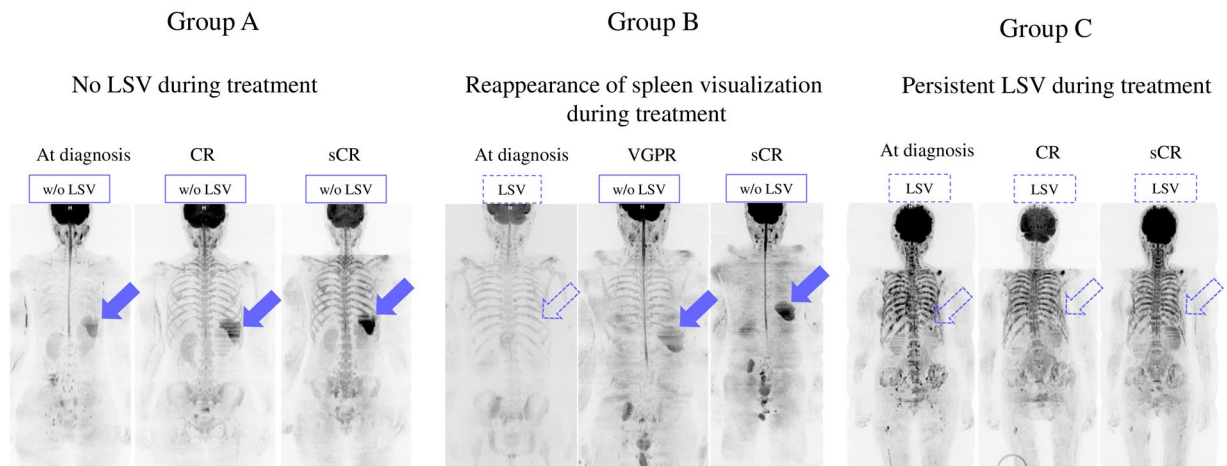 Group A
No LSV during treatment
At diagnosis CR sCR
w/o LSV w/o LSV w/o LSV
H H
Group B
Reappearance of spleen visualization
during treatment
At diagnosis VGPR sCR
LSV w/o LSV w/o LSV
H H H
Group C
Persistent LSV during treatment
At diagnosis CR sCR
LSV LSV LSV
H H H